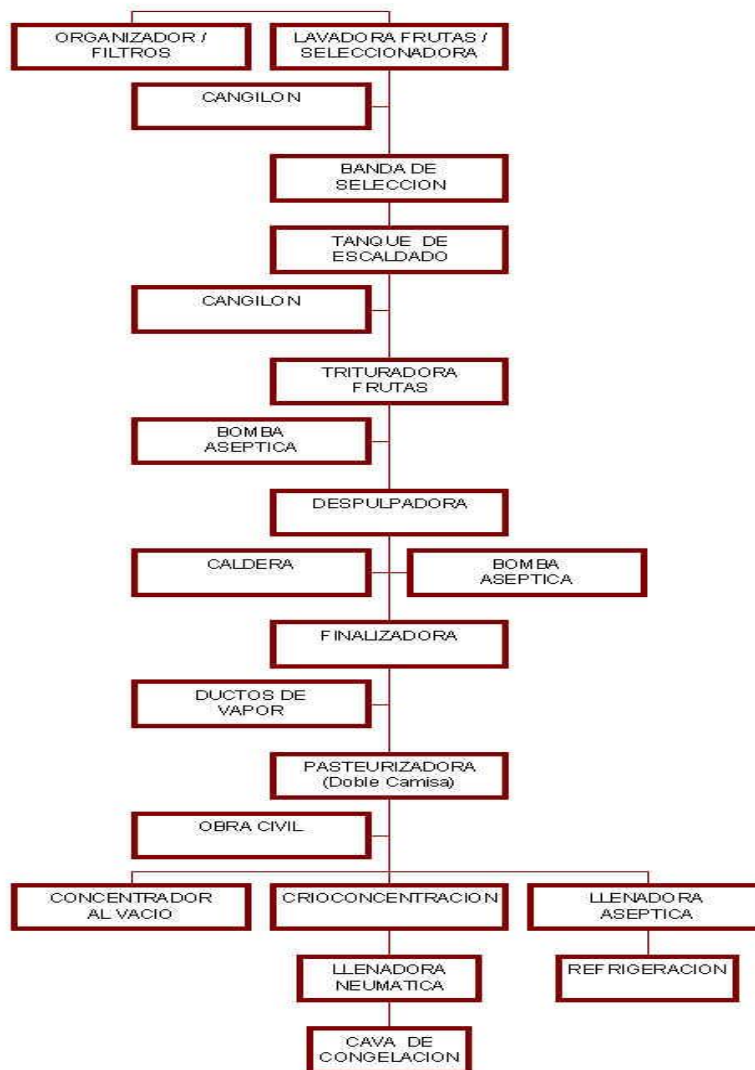 ORGANIZADOR /
FILTROS
LAVADORA FRUTAS /
SELECCIONADORA
CANGILON
BANDA DE
SELECCION
TANQUE DE
ESCALDADO
CANGILON
TRITURADORA
FRUTAS
BOMBA
ASEPTICA
DESPULPADORA
CALDERA
BOMBA
ASEPTICA
FINALIZADORA
DUCTOS DE
VAPOR
PASTEURIZADORA
(Doble Camisa)
OBRA CIVIL
CONCENTRADOR
AL VACIO
CRIOCONCENTRACION
LLENADORA
ASEPTICA
LLENADORA
NEUMATICA
REFRIGERACION
CAVA DE
CONGELACION